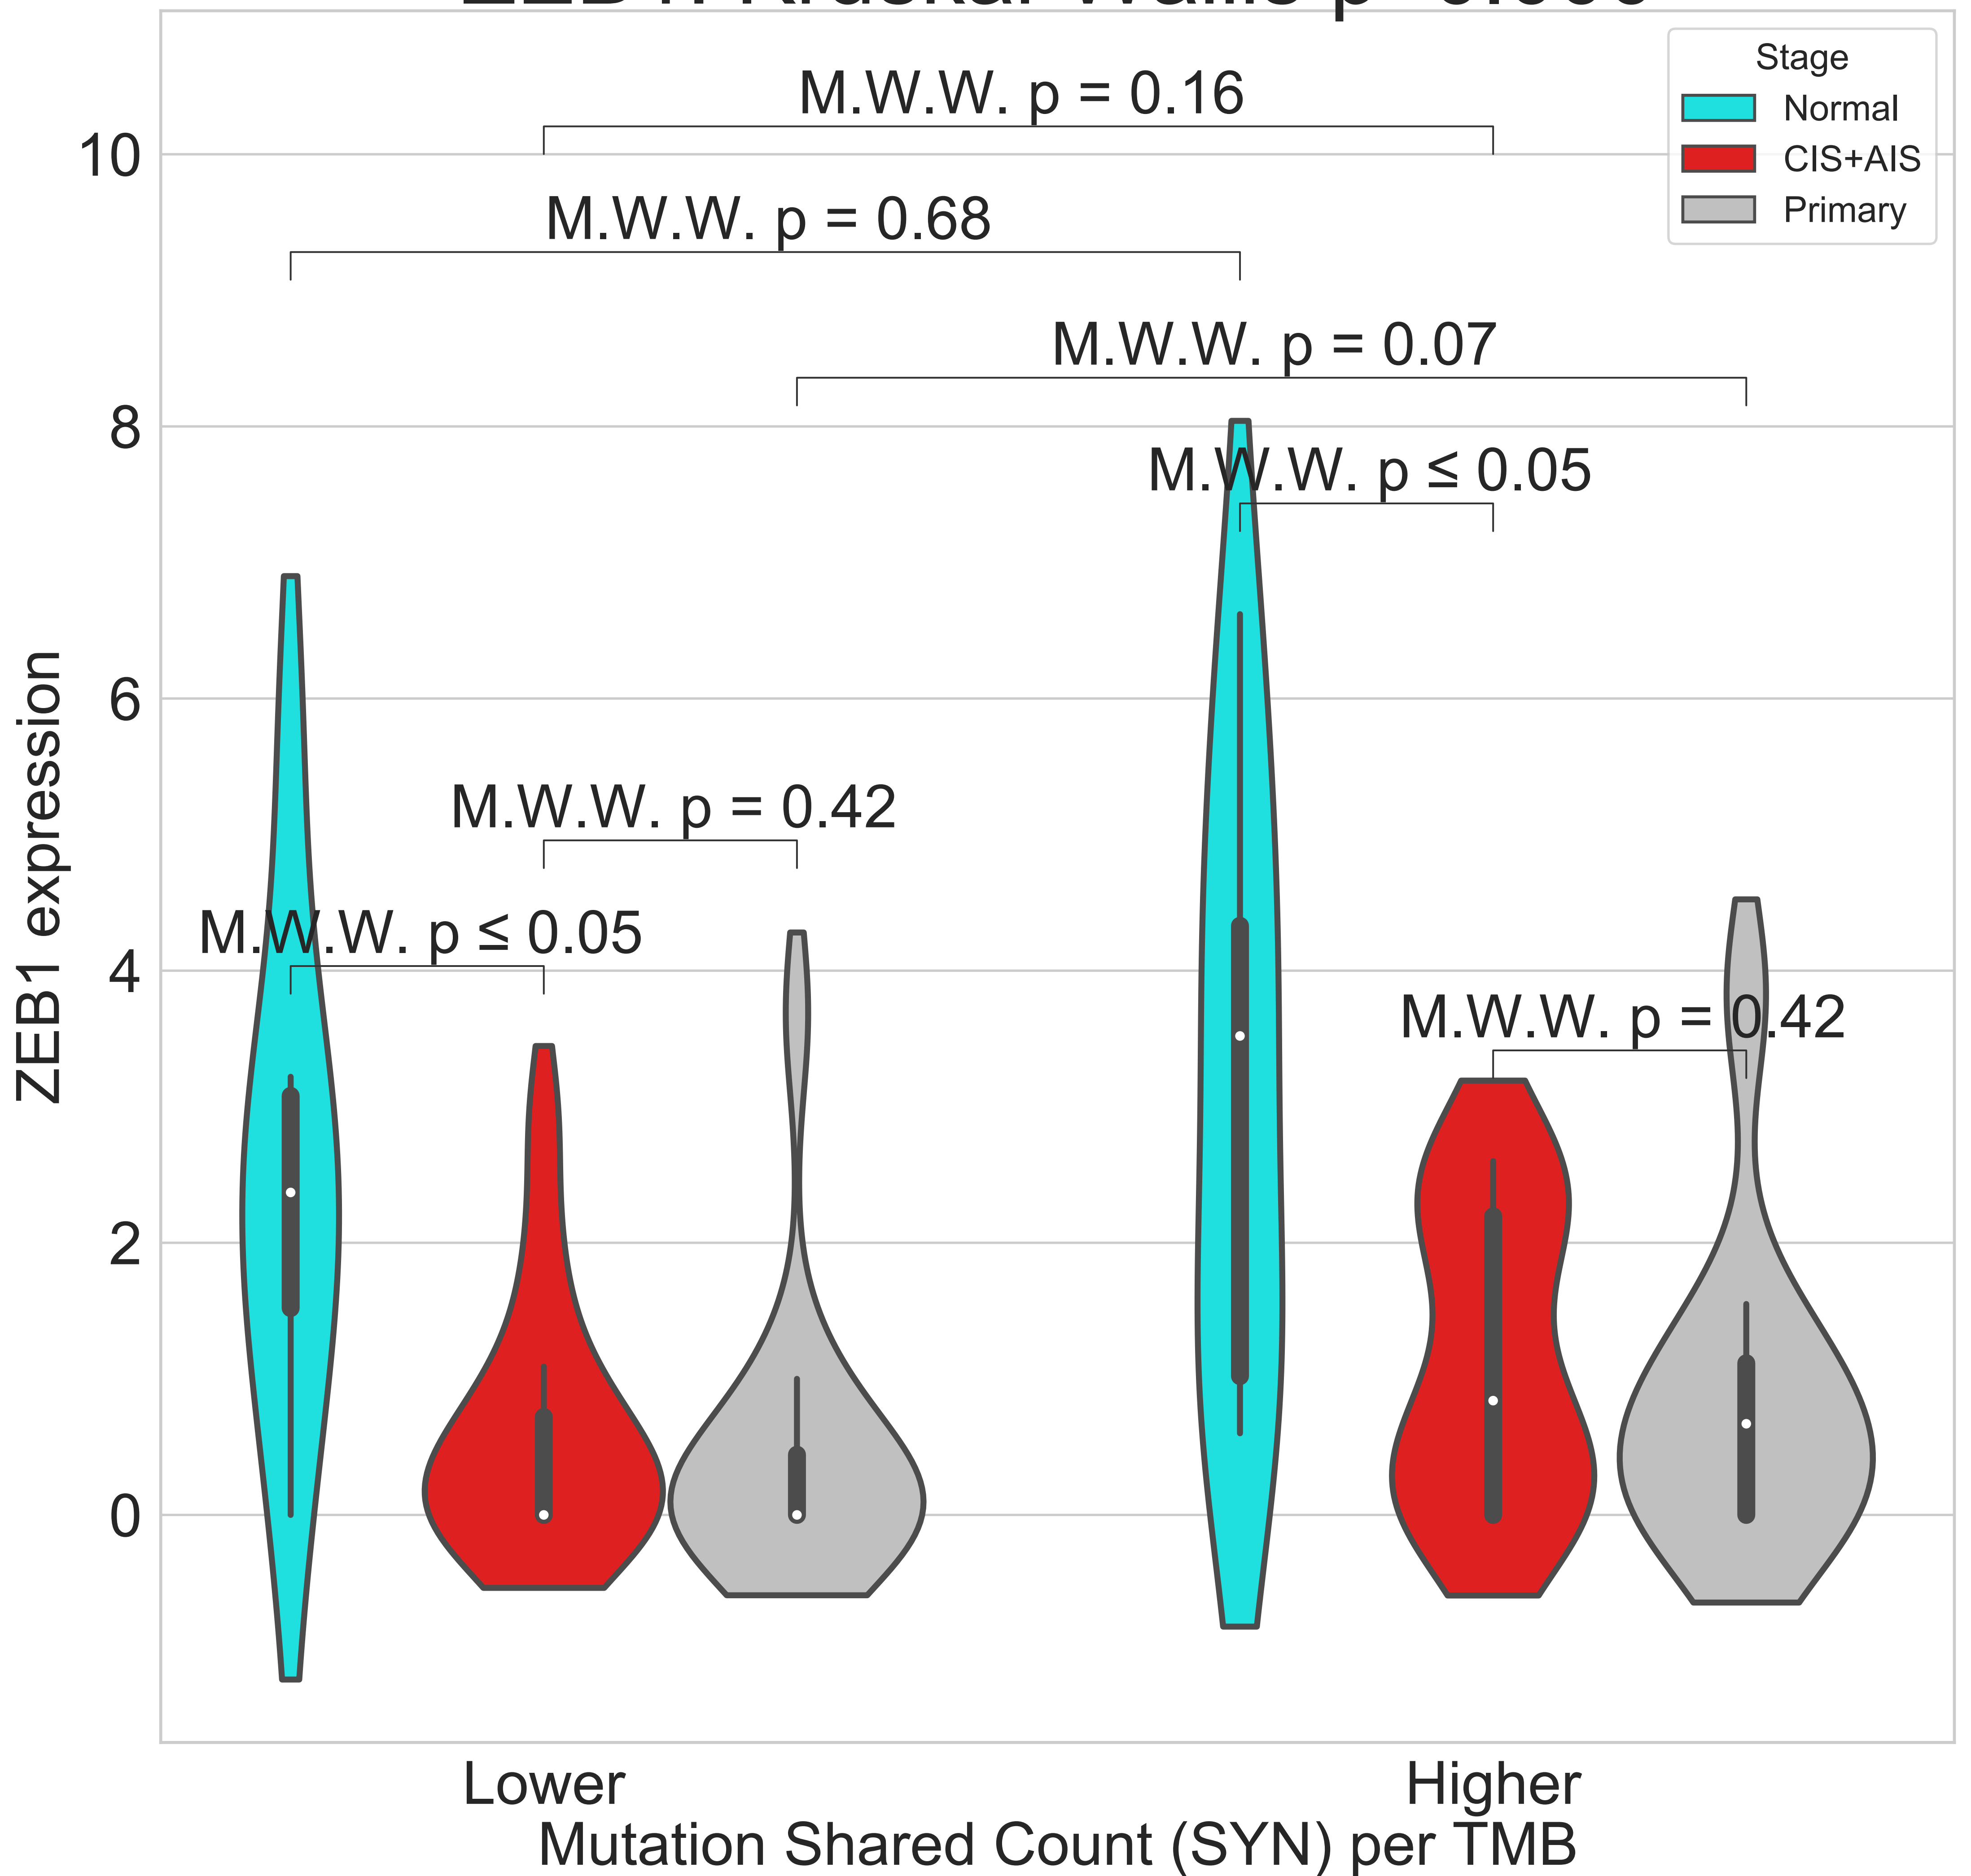 Stage
Normal
CIS+AIS
Primary
M.W.W. p = 0.16
M.W.W. p = 0.68
M.W.W. p = 0.07
M.W.W. p ≤ 0.05
M.W.W. p = 0.42
M.W.W. p ≤ 0.05
M.W.W. p = 0.42
10
8
6
4
2
0
ZEB1 expression
Lower
Higher
Mutation Shared Count (SYN) per TMB